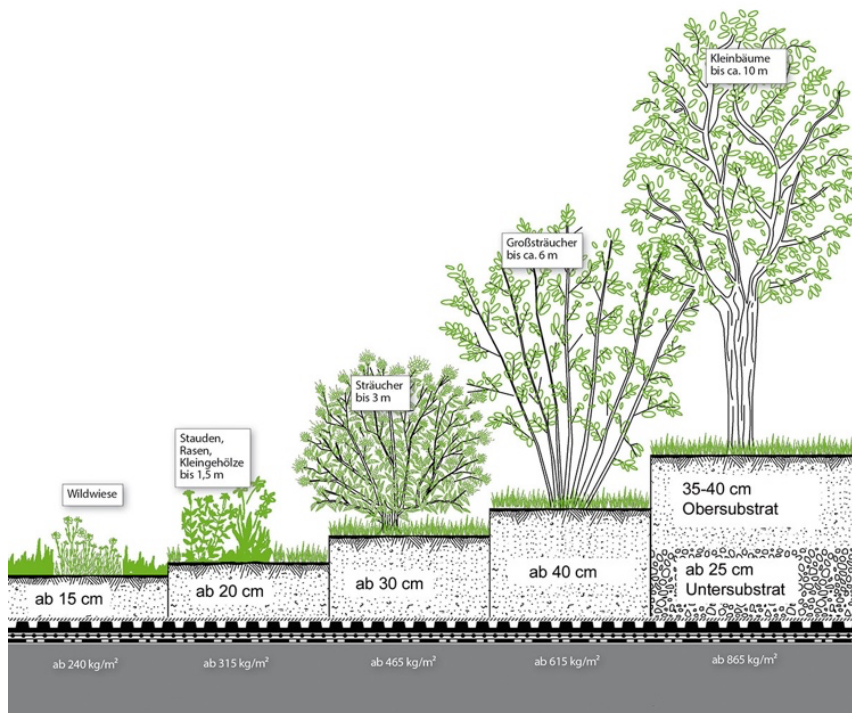 Kleinbäume
bis ca. 10 m
Großsträucher
bis ca. 6 m
Sträucher
bis 3 m
Stauden,
Rasen,
Kleingehölze
bis 1,5 m
Wildwiese
35-40 cm
Obersubstrat
ab 15 cm
ab 20 cm
ab 30 cm
ab 40 cm
ab 25 cm
Untersubstrat
ab 240 kg/m²
ab 315 kg/m²
ab 465 kg/m²
ab 615 kg/m²
ab 865 kg/m²